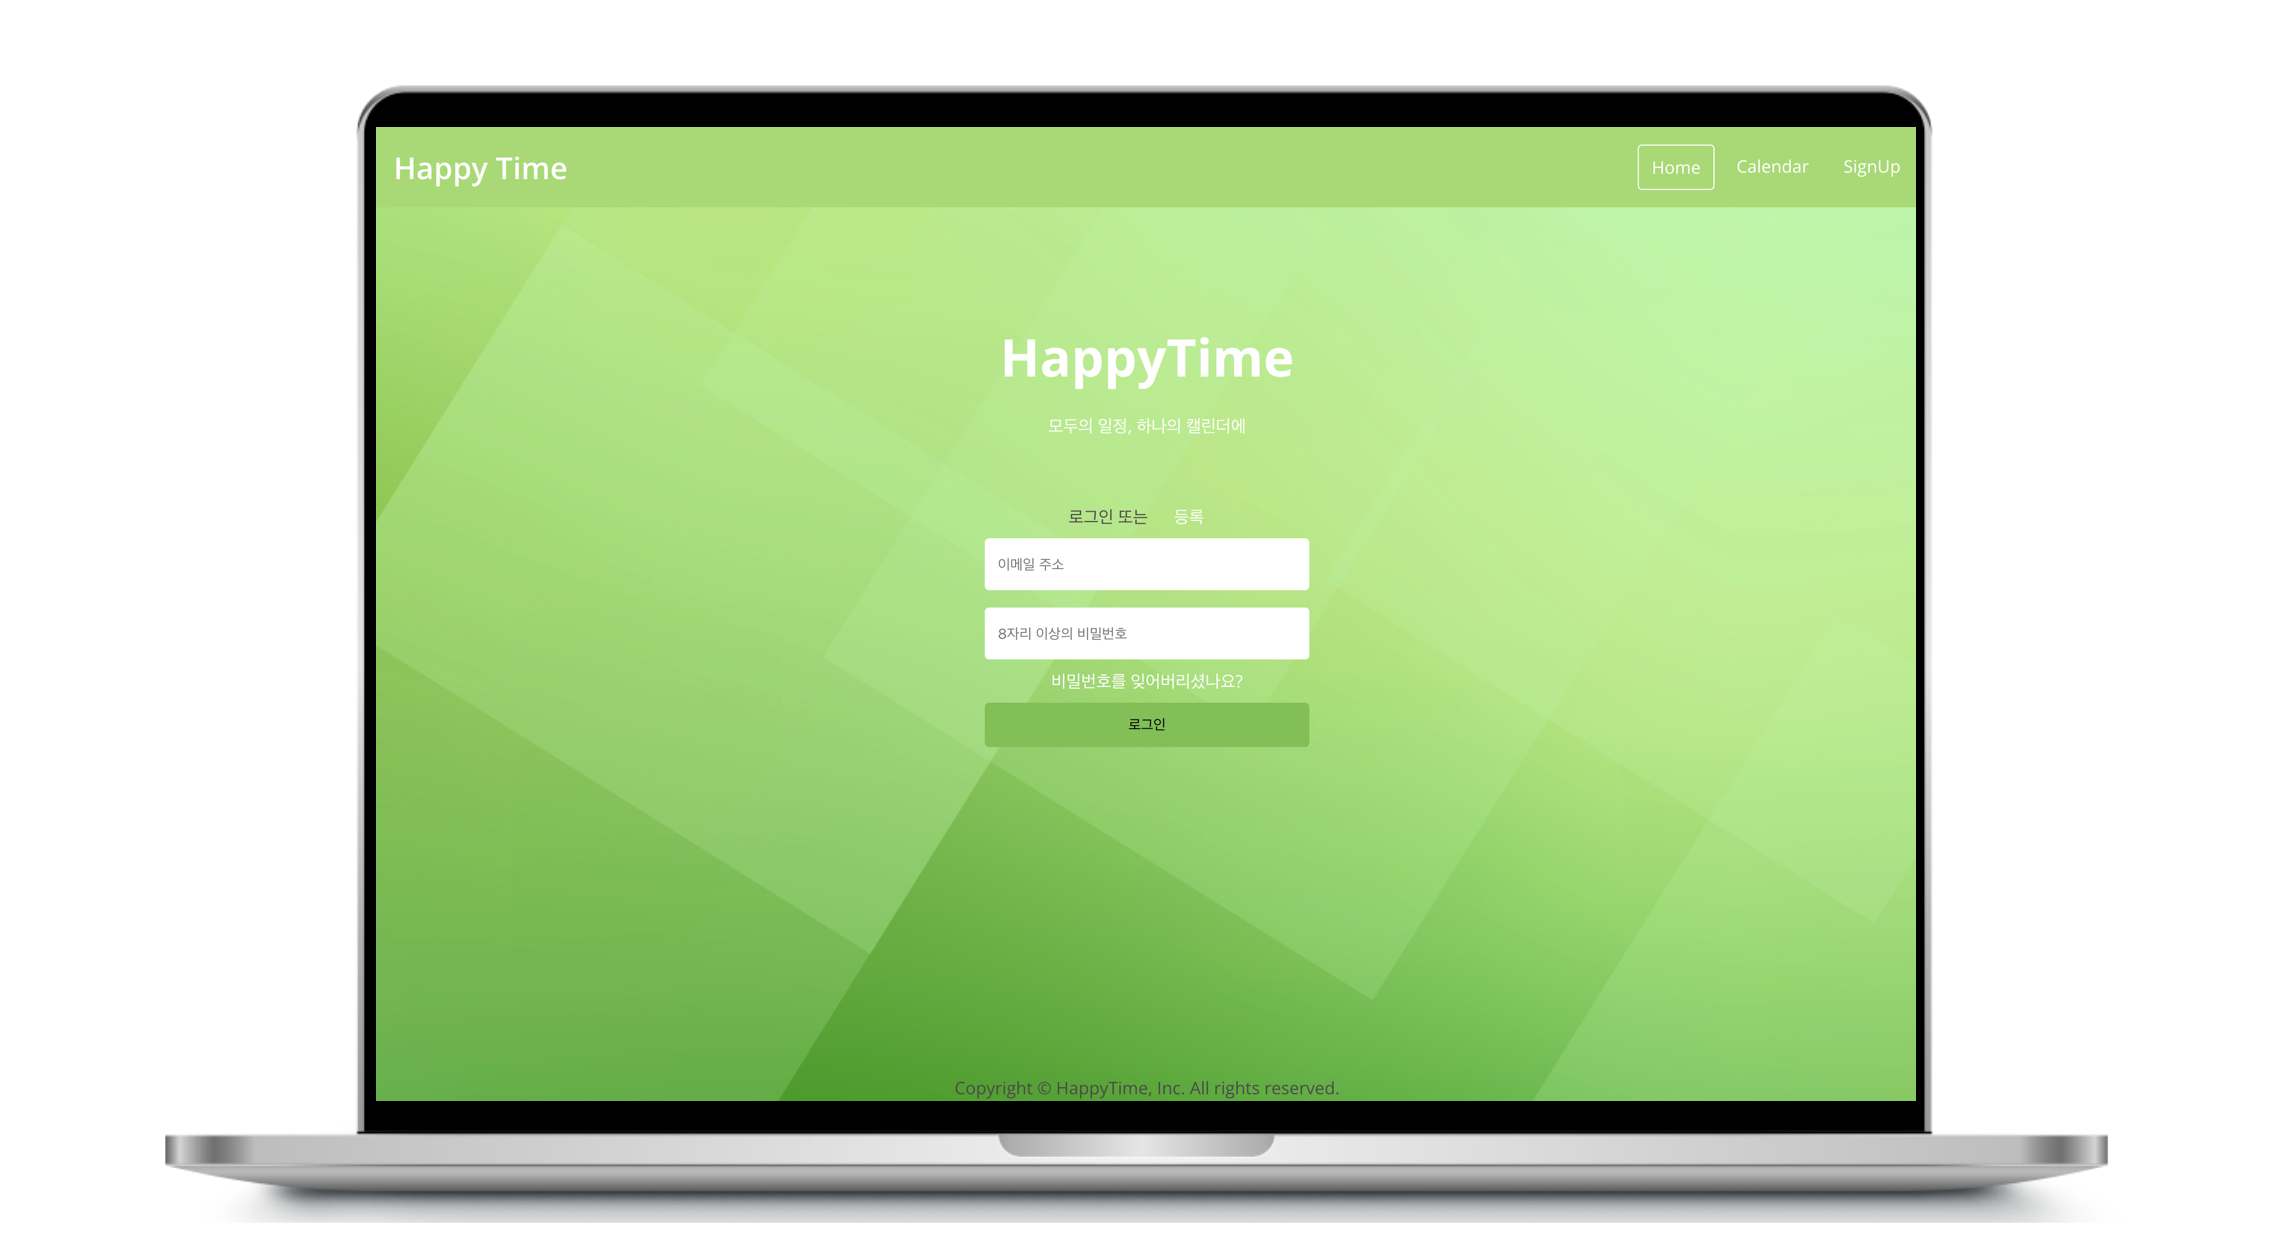 Happy Time
Home Calendar SignUp
HappyTime
모두의 일정, 하나의 캘린더에
로그인 또는 등록
이메일 주소
8자리 이상의 비밀번호
비밀번호를 잊어버리셨나요?
로그인
Copyright © HappyTime, Inc. All rights reserved.